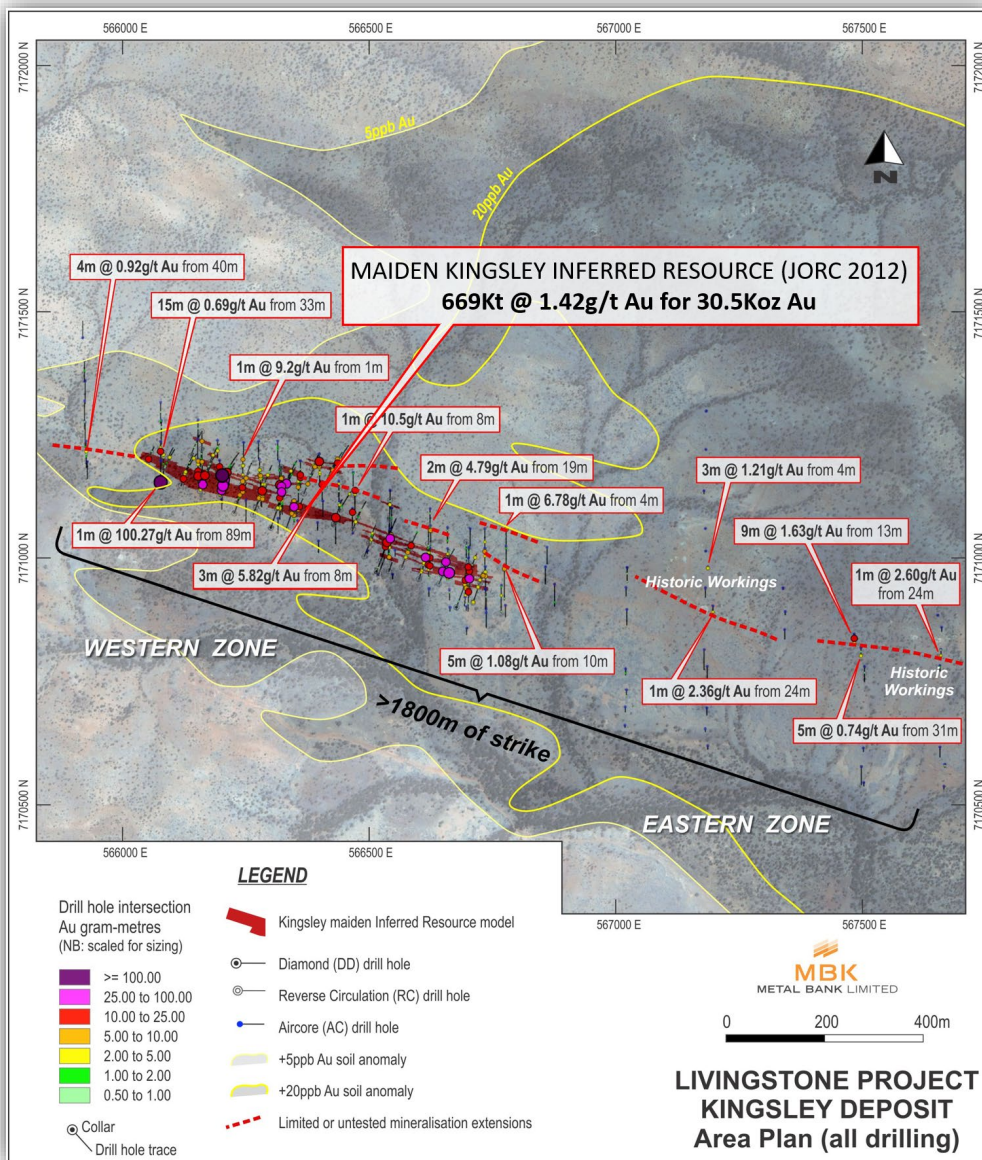 566000 E
566500 E
567000 E
567500 E
7172000 N
7172000 N
5ppb Au
20ppb Au
N
MAIDEN KINGSLEY INFERRED RESOURCE (JORC 2012)
669Kt @ 1.42g/t Au for 30.5Koz Au
4m @ 0.92g/t Au from 40m
15m @ 0.69g/t Au from 33m
7171500 N
7171500 N
1m @ 9.2g/t Au from 1m
1m @ 10.5g/t Au from 8m
2m @ 4.79g/t Au from 19m
3m @ 1.21g/t Au from 4m
1m @ 6.78g/t Au from 4m
9m @ 1.63g/t Au from 13m
1m @ 100.27g/t Au from 89m
7171000 N
7171000 N
1m @ 2.60g/t Au
from 24m
3m @ 5.82g/t Au from 8m
Historic Workings
WESTERN ZONE
5m @ 1.08g/t Au from 10m
1m @ 2.36g/t Au from 24m
Historic
Workings
>1800m of strike
5m @ 0.74g/t Au from 31m
7170500 N
7170500 N
EASTERN ZONE
566000 E
566500 E
567000 E
567500 E
LEGEND
Drill hole intersection
Au gram-metres
(NB: scaled for sizing)
>= 100.00
25.00 to 100.00
10.00 to 25.00
5.00 to 10.00
2.00 to 5.00
1.00 to 2.00
0.50 to 1.00
Collar
Drill hole trace
Kingsley maiden Inferred Resource model
Diamond (DD) drill hole
Reverse Circulation (RC) drill hole
Aircore (AC) drill hole
+5ppb Au soil anomaly
+20ppb Au soil anomaly
Limited or untested mineralisation extensions
MBK
METAL BANK LIMITED
0 200 400m
LIVINGSTONE PROJECT
KINGSLEY DEPOSIT
Area Plan (all drilling)